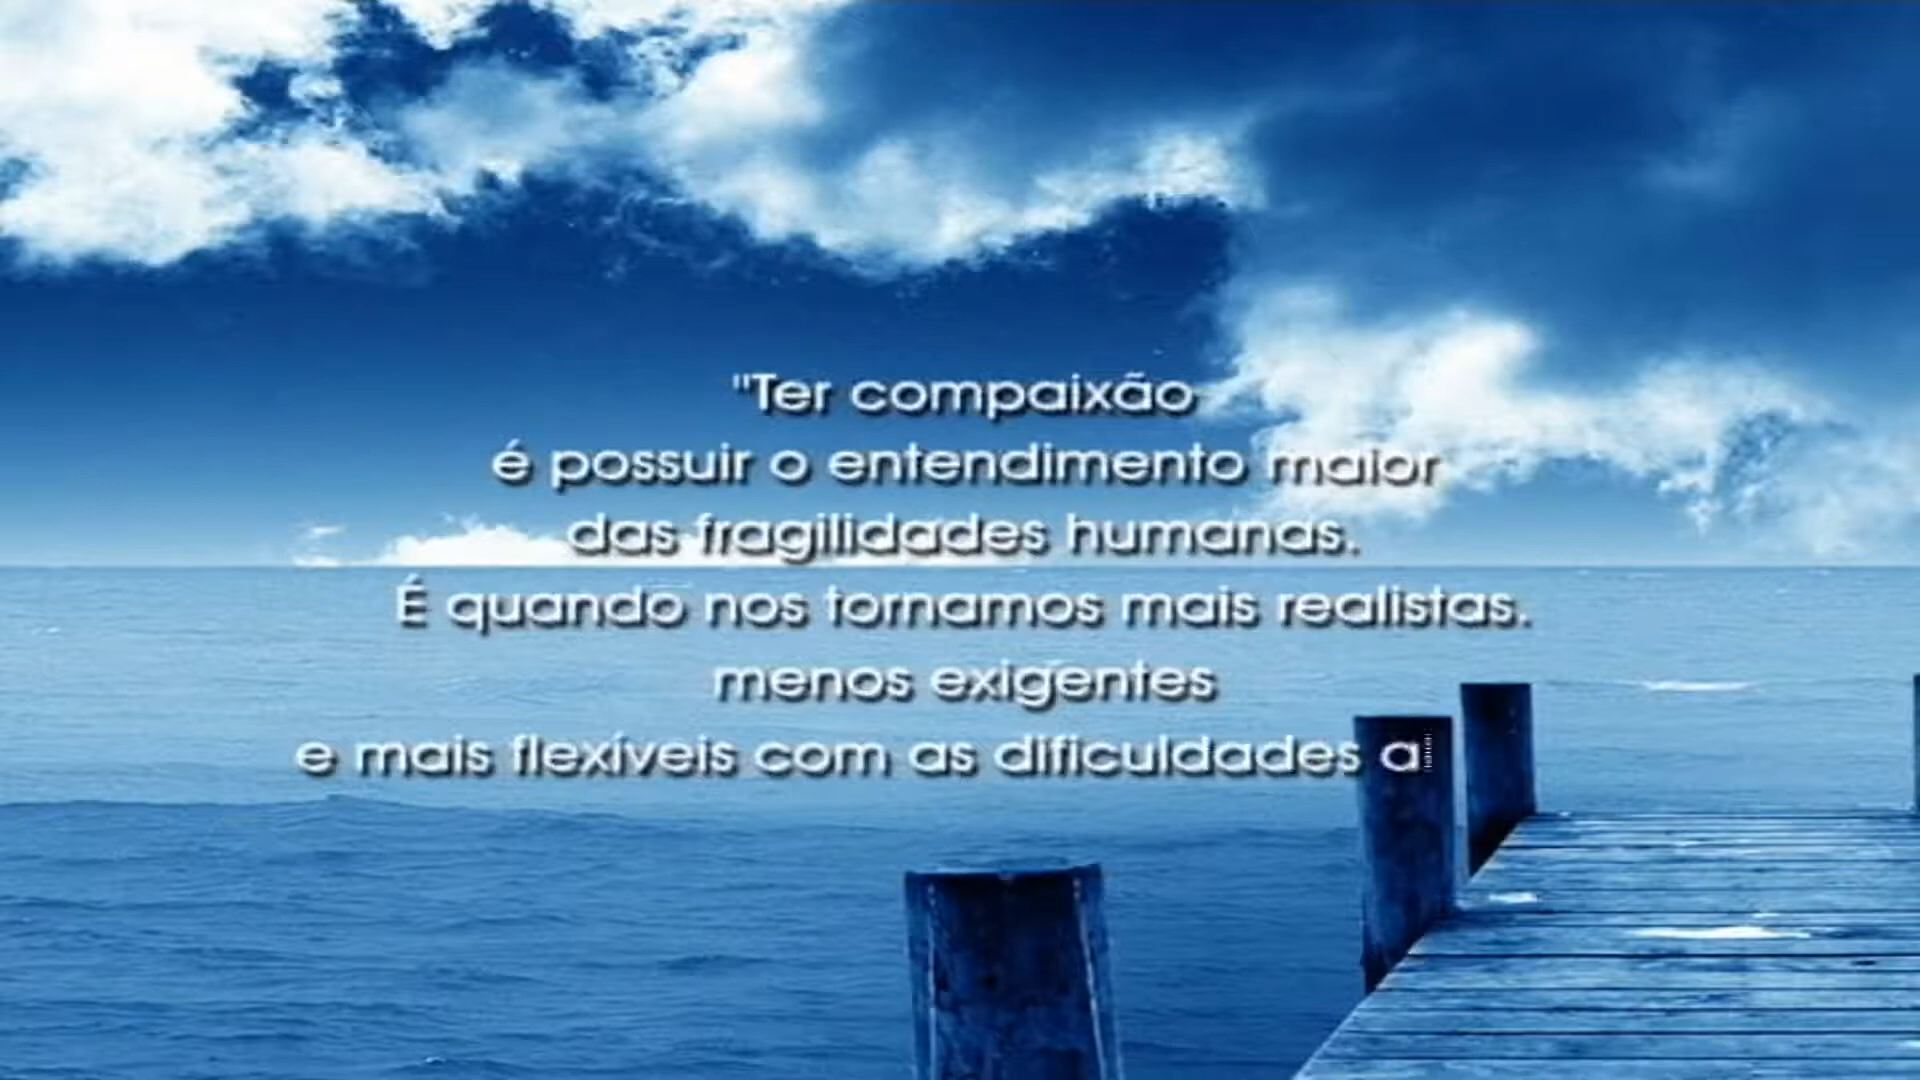 "Ter compaixão
é possuir o entendimento maior
das fragilidades humanas.
É quando nos tornamos mais realistas.
menos exigentes
e mais flexíveis com as dificuldades a